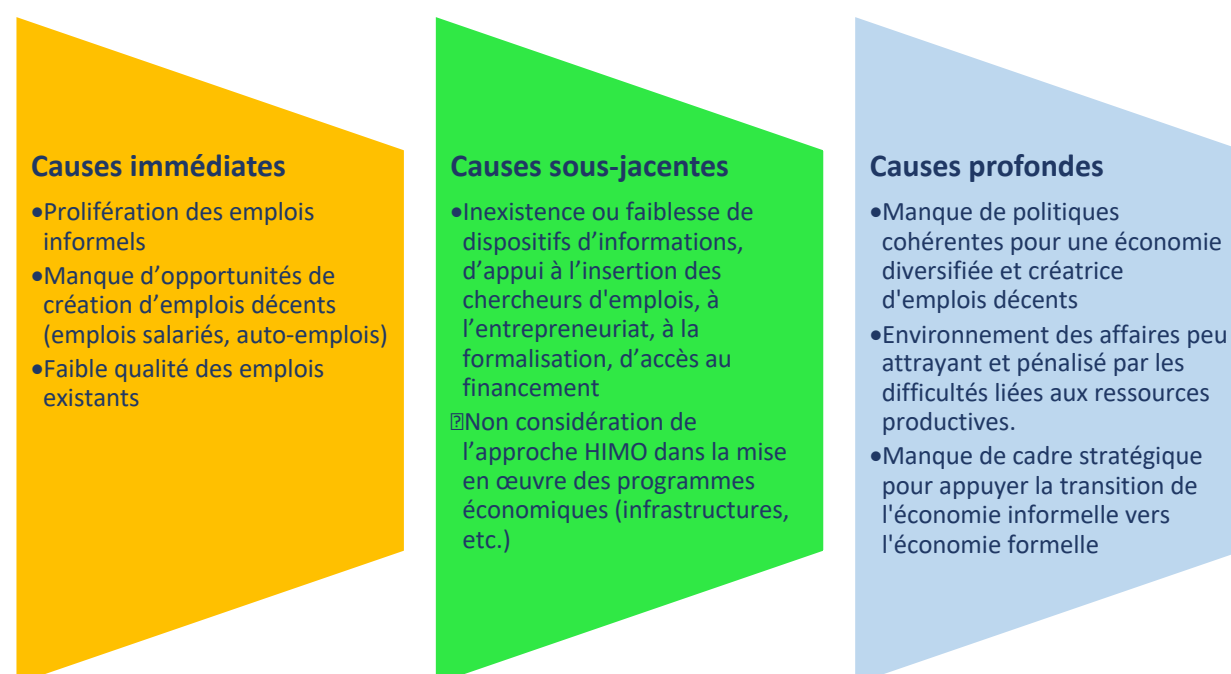 Causes immédiates
•Prolifération des emplois
informels
•Manque d’opportunités de
création d’emplois décents
(emplois salariés, auto-emplois)
•Faible qualité des emplois
existants
Causes sous-jacentes
•Inexistence ou faiblesse de
dispositifs d’informations,
d’appui à l’insertion des
chercheurs d'emplois, à
l’entrepreneuriat, à la
formalisation, d’accès au
financement
⍰Non considération de
l’approche HIMO dans la mise
en œuvre des programmes
économiques (infrastructures,
etc.)
Causes profondes
•Manque de politiques
cohérentes pour une économie
diversifiée et créatrice
d'emplois décents
•Environnement des affaires peu
attrayant et pénalisé par les
difficultés liées aux ressources
productives.
•Manque de cadre stratégique
pour appuyer la transition de
l'économie informelle vers
l'économie formelle